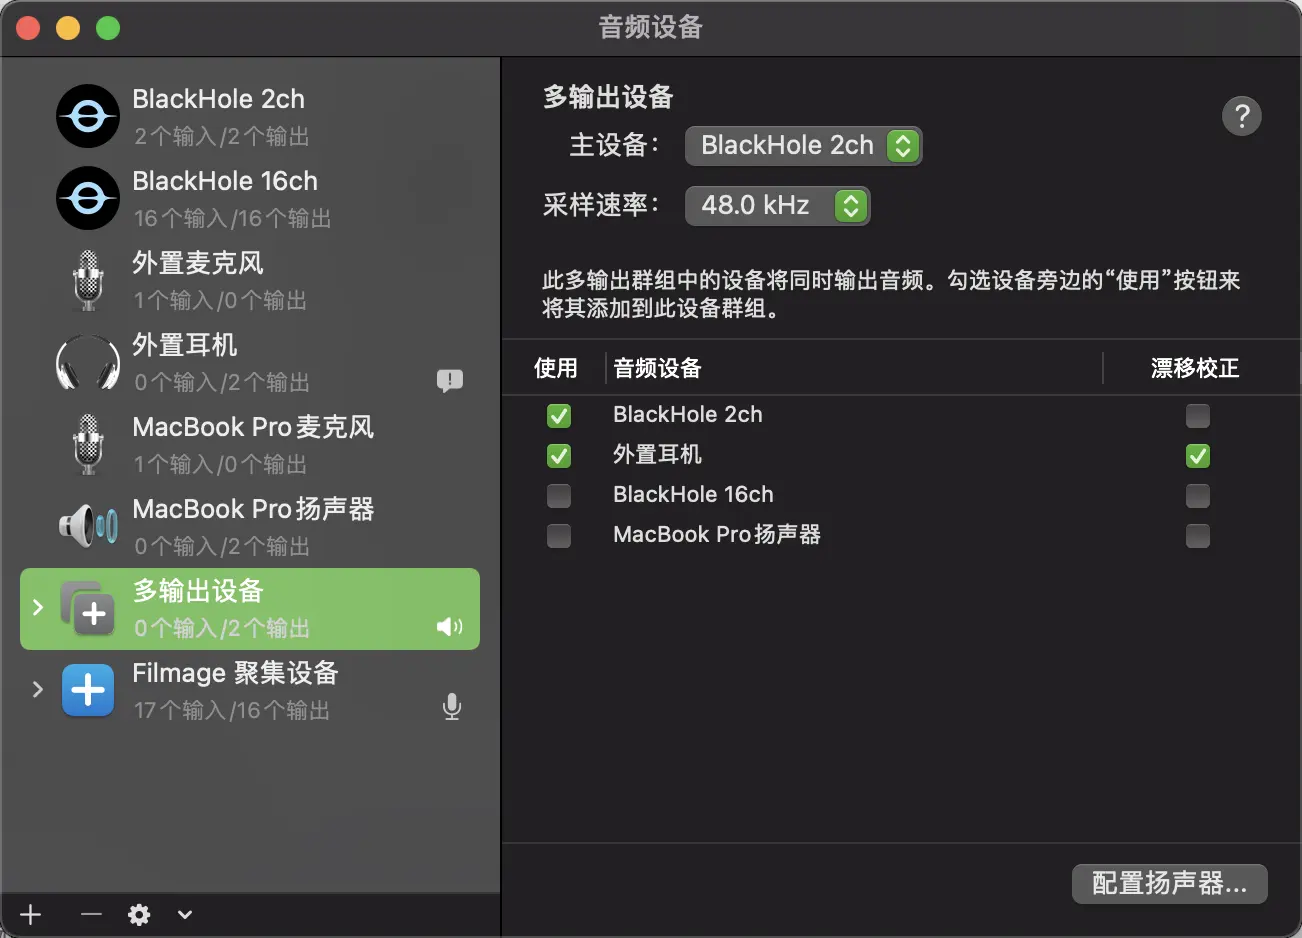 音频设备
BlackHole 2ch
2个输入/2个输出
BlackHole 16ch
16个输入/16个输出
外置麦克风
1个输入/0个输出
外置耳机
0个输入/2个输出
MacBook Pro麦克风
1个输入/0个输出
MacBook Pro扬声器
0个输入/2个输出
多输出设备
0个输入/2个输出
Filmage 聚集设备
17个输入/16个输出
多输出设备
?
主设备： BlackHole 2ch
采样速率： 48.0 kHz
此多输出群组中的设备将同时输出音频。勾选设备旁边的“使用”按钮来
将其添加到此设备群组。
使用 音频设备 漂移校正
BlackHole 2ch
外置耳机
BlackHole 16ch
MacBook Pro扬声器
配置扬声器...